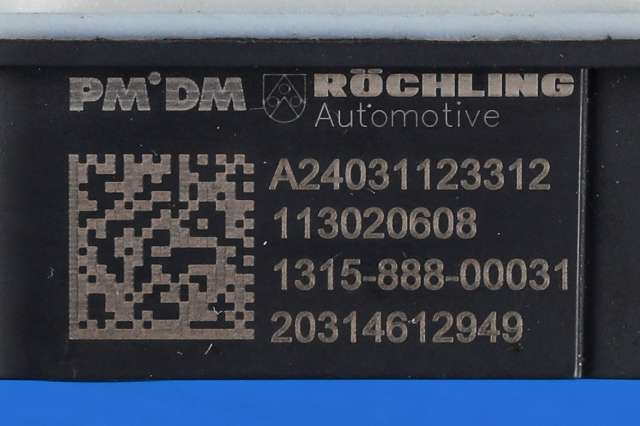 PM°DM RÖCHLING
Automotive
A24031123312
113020608
1315-888-00031
20314612949